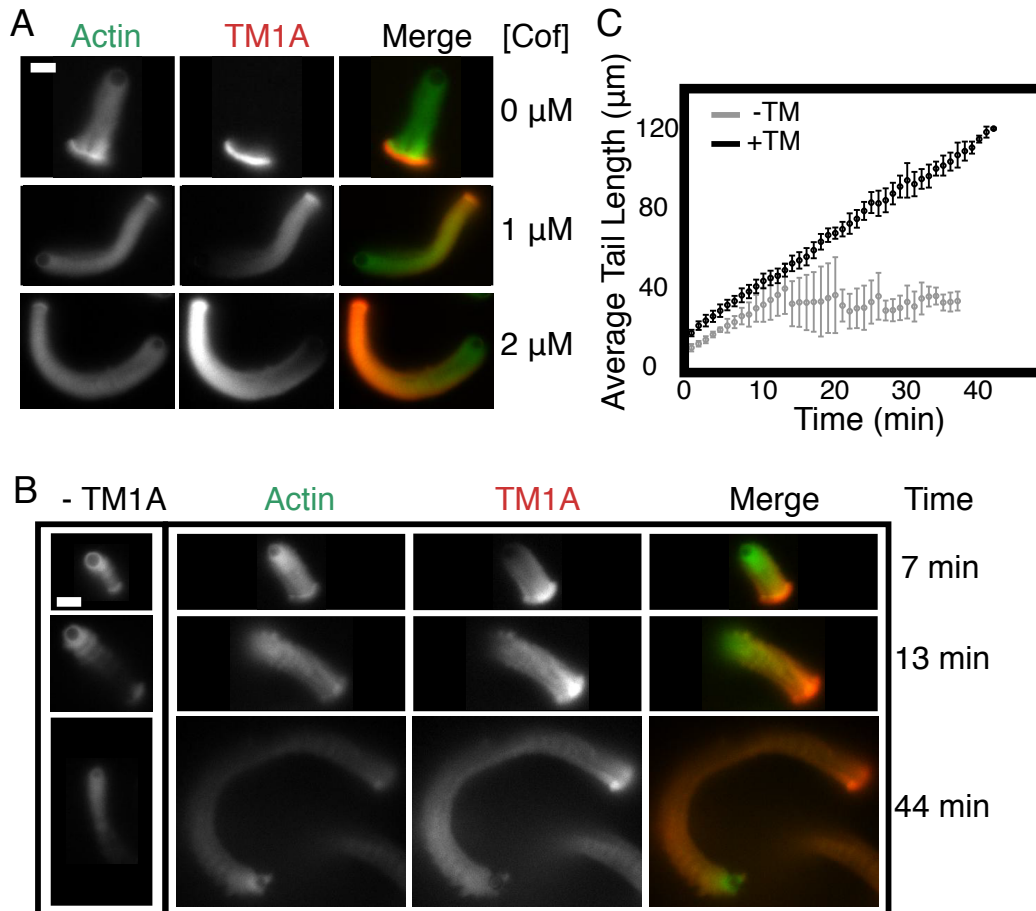 A
Actin TM1A Merge [Cof]
0 µM
1 µM
2 µM
C
Average Tail Length (µm)
120
80
40
0
-TM
+TM
0 10 20 30 40
Time (min)
B
- TM1A Actin TM1A Merge Time
7 min
13 min
44 min